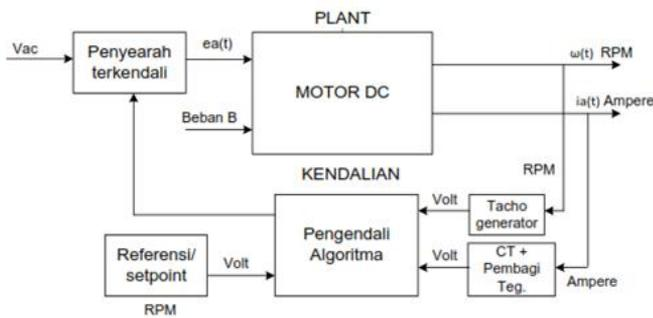 PLANT
Vac
Penyearah
terkendali
ea(t)
MOTOR DC
ω(t) RPM
ia(t) Ampere
Beban B
KENDALIAN
RPM
Pengendali
Algoritma
Volt
Tacho
generator
Referensi/
setpoint
Volt
Volt
CT +
Pembagi
Teg.
Ampere
RPM